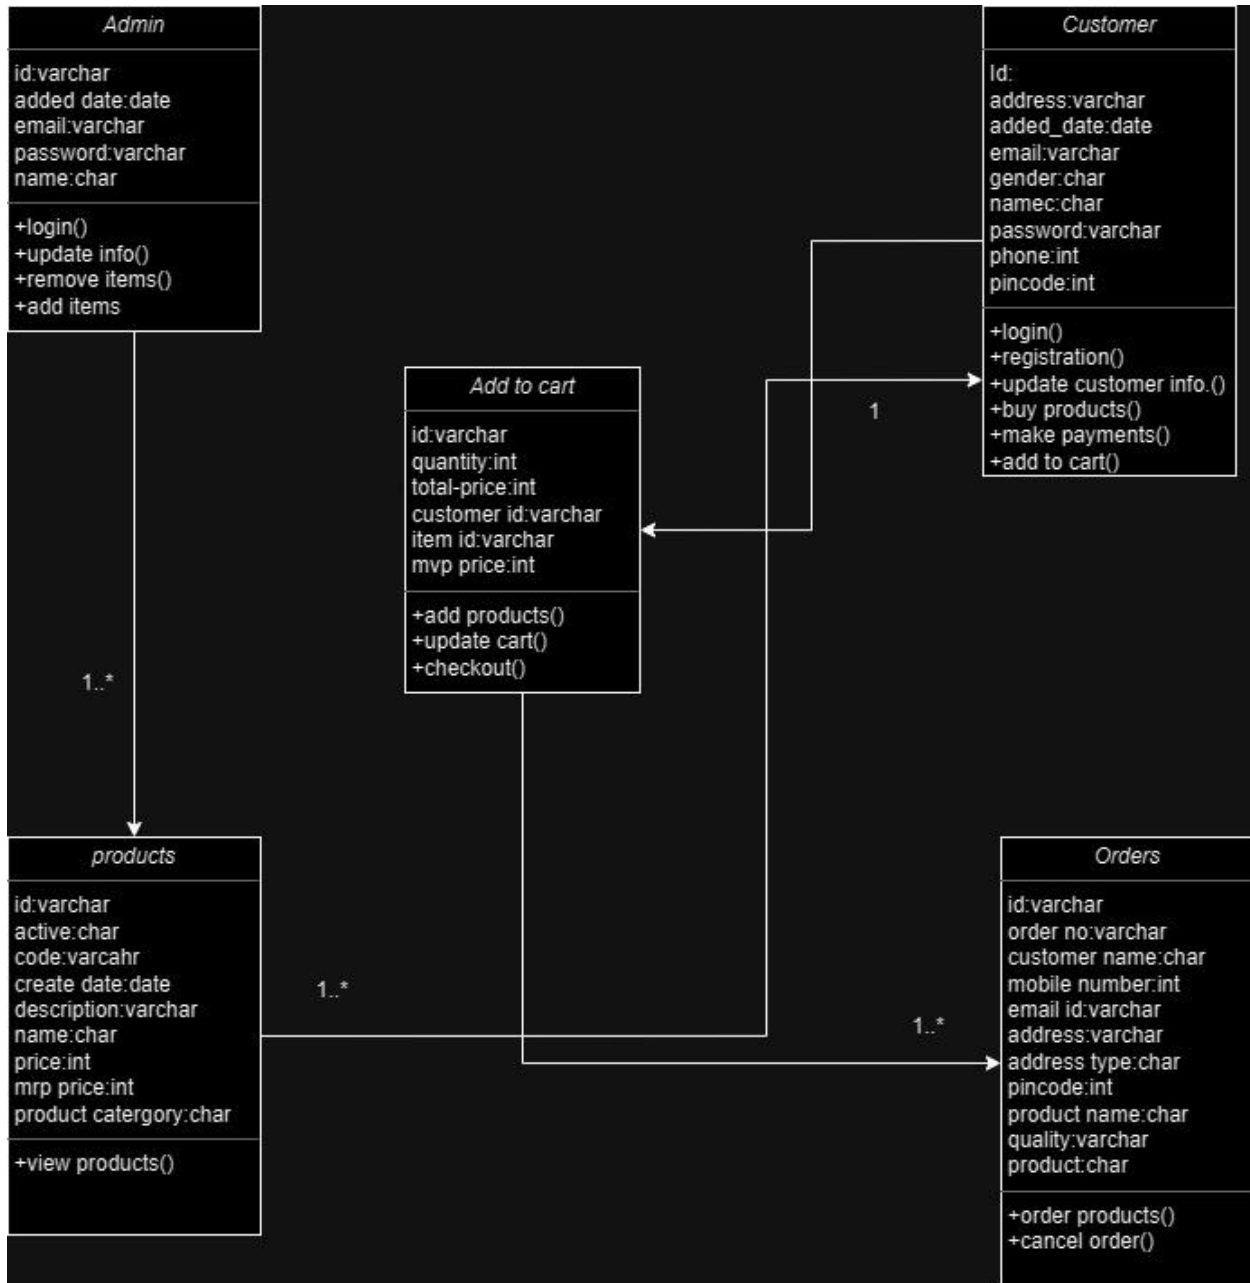 Admin
id:varchar
added date:date
email:varchar
password:varchar
name:char
+login()
+update info()
+remove items()
+add items
Customer
Id:
address:varchar
added_date:date
email:varchar
gender:char
namec:char
password:varchar
phone:int
pincode:int
+login()
+registration()
+update customer info.()
+buy products()
+make payments()
+add to cart()
Add to cart
id:varchar
quantity:int
total-price:int
customer id:varchar
item id:varchar
mvp price:int
+add products()
+update cart()
+checkout()
1
1..*
products
id:varchar
active:char
code:varcahr
create date:date
description:varchar
name:char
price:int
mrp price:int
product catergory:char
+view products()
1..*
1..*
Orders
id:varchar
order no:varchar
customer name:char
mobile number:int
email id:varchar
address:varchar
address type:char
pincode:int
product name:char
quality:varchar
product:char
+order products()
+cancel order()